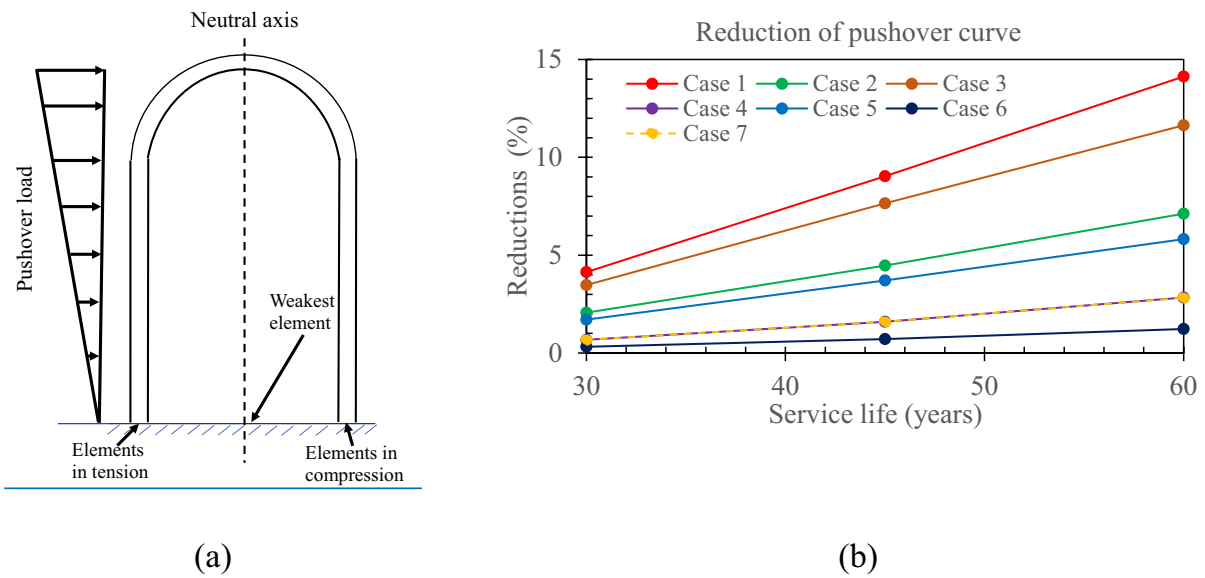 Neutral axis
Pushover load
Weakest
element
Elements
in tension
Elements in
compression
(a)
Reduction of pushover curve
15
10
5
0
Reductions (%)
Case 1 Case 2 Case 3
Case 4 Case 5 Case 6
Case 7
30 40 50 60
Service life (years)
(b)